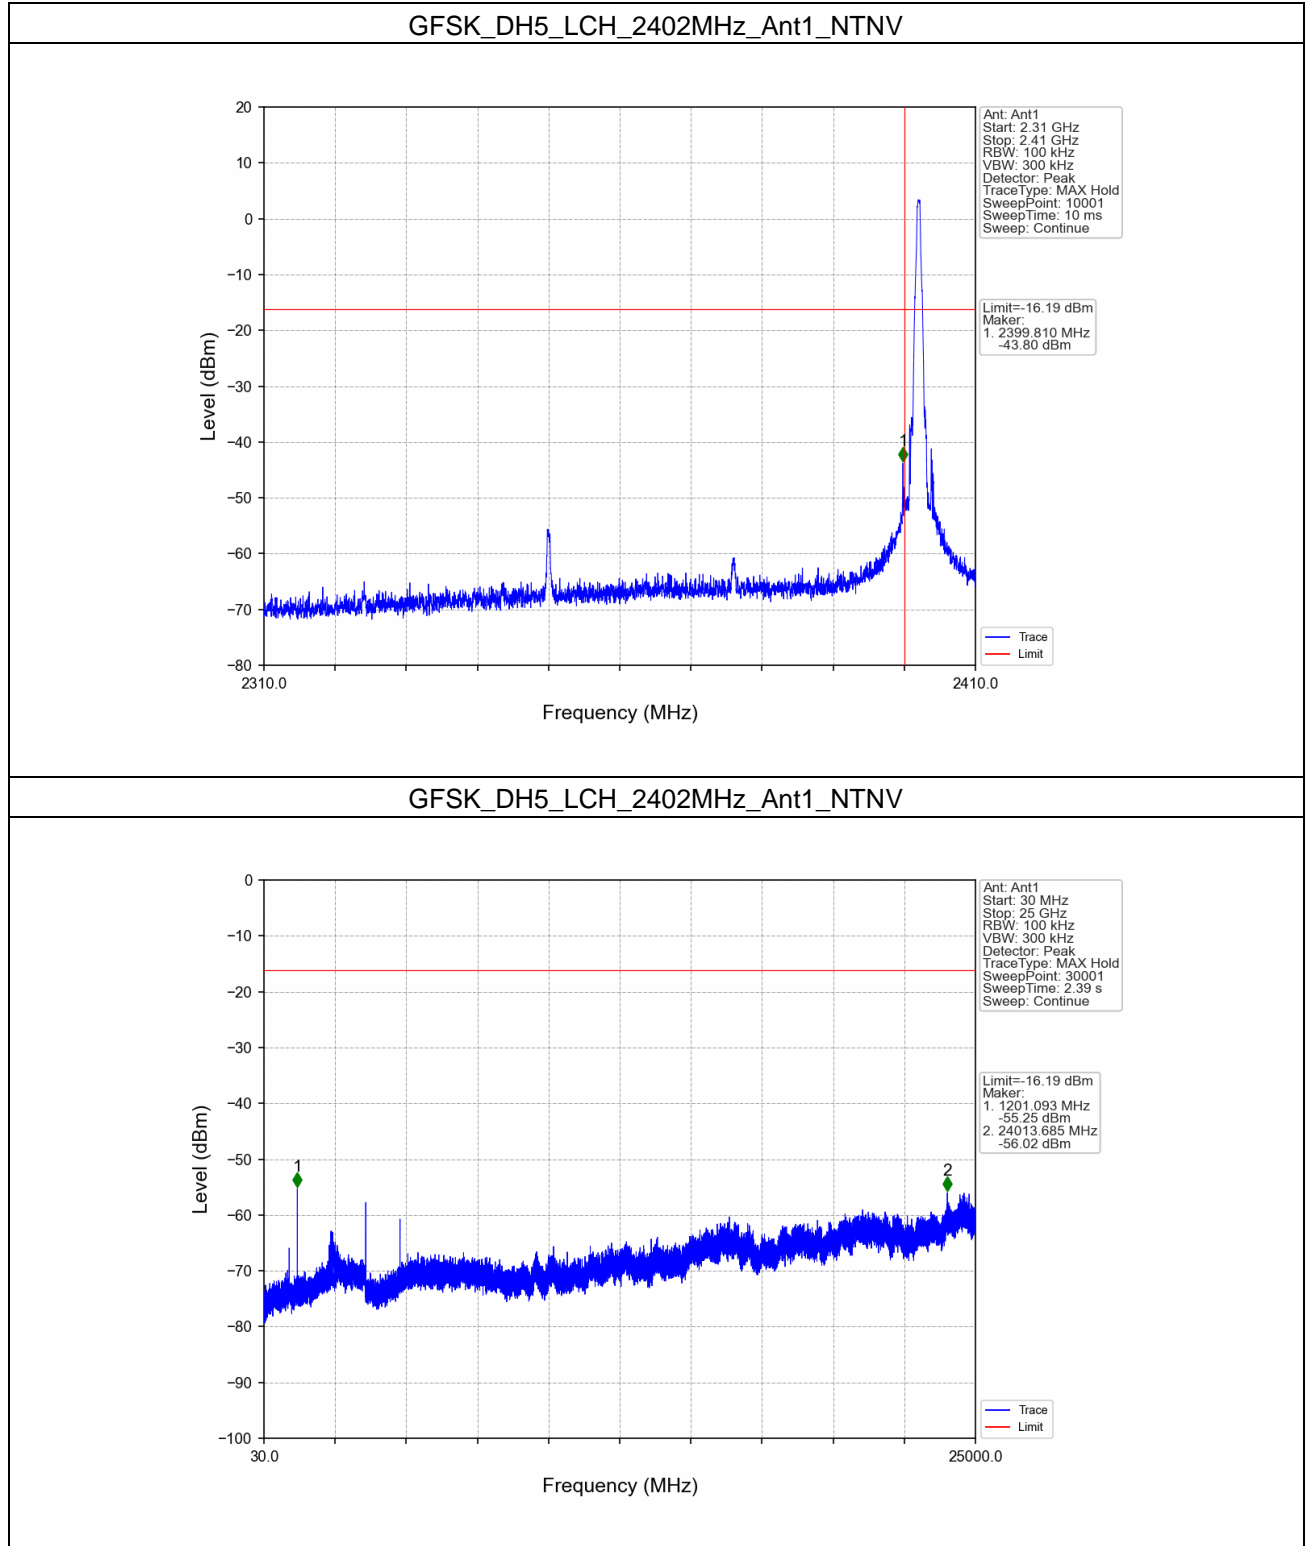 GFSK_DH5_LCH_2402MHz_Ant1_NTNV
20
10
0
−10
−20
−30
−40
−50
−60
−70
−80
Level (dBm)
1
2310.0
2410.0
Frequency (MHz)
Ant: Ant1
Start: 2.31 GHz
Stop: 2.41 GHz
RBW: 100 kHz
VBW: 300 kHz
Detector: Peak
TraceType: MAX Hold
SweepPoint: 10001
SweepTime: 10 ms
Sweep: Continue
Limit=-16.19 dBm
Maker:
1. 2399.810 MHz
-43.80 dBm
Trace
Limit
GFSK_DH5_LCH_2402MHz_Ant1_NTNV
0
−10
−20
−30
−40
−50
−60
−70
−80
−90
−100
Level (dBm)
1
2
30.0
25000.0
Frequency (MHz)
Ant: Ant1
Start: 30 MHz
Stop: 25 GHz
RBW: 100 kHz
VBW: 300 kHz
Detector: Peak
TraceType: MAX Hold
SweepPoint: 30001
SweepTime: 2.39 s
Sweep: Continue
Limit=-16.19 dBm
Maker:
1. 1201.093 MHz
-55.25 dBm
2. 24013.685 MHz
-56.02 dBm
Trace
Limit